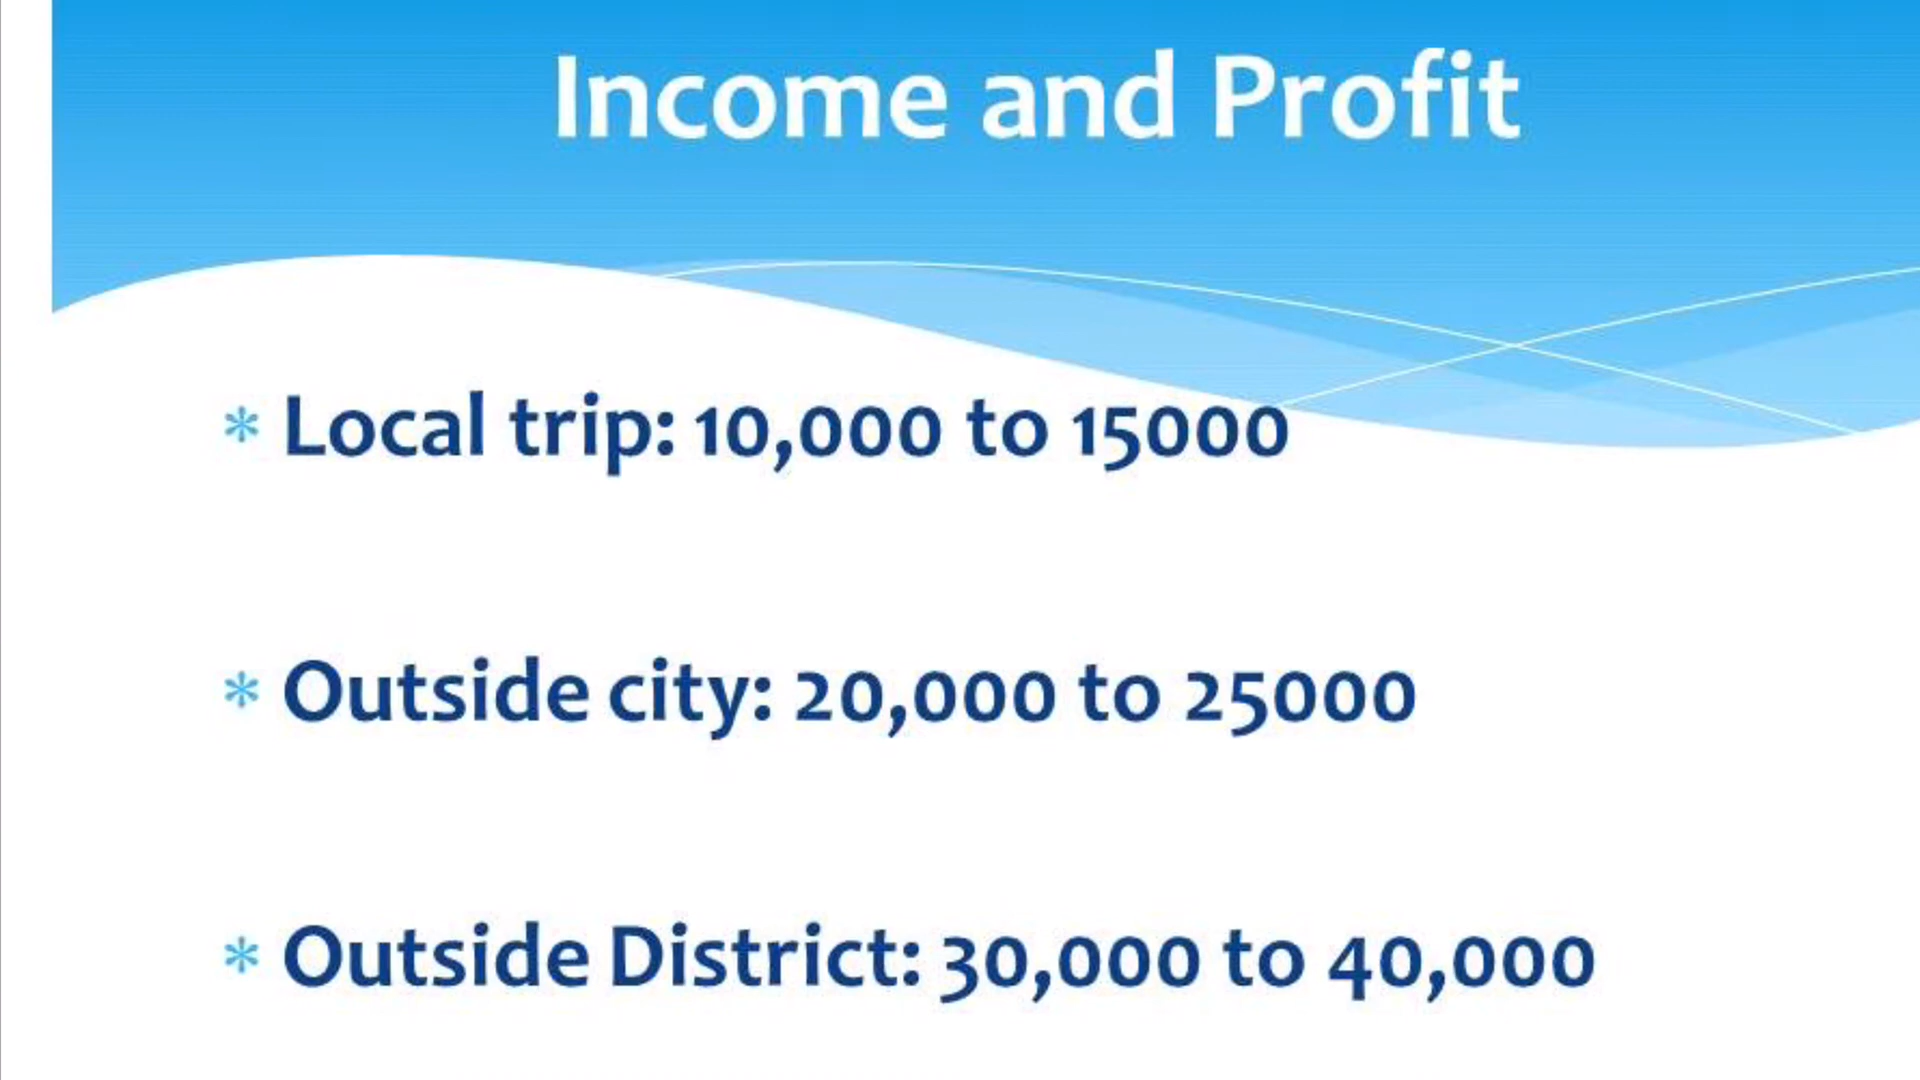 Income and Profit
* Local trip: 10,000 to 15000
* Outside city: 20,000 to 25000
* Outside District: 30,000 to 40,000